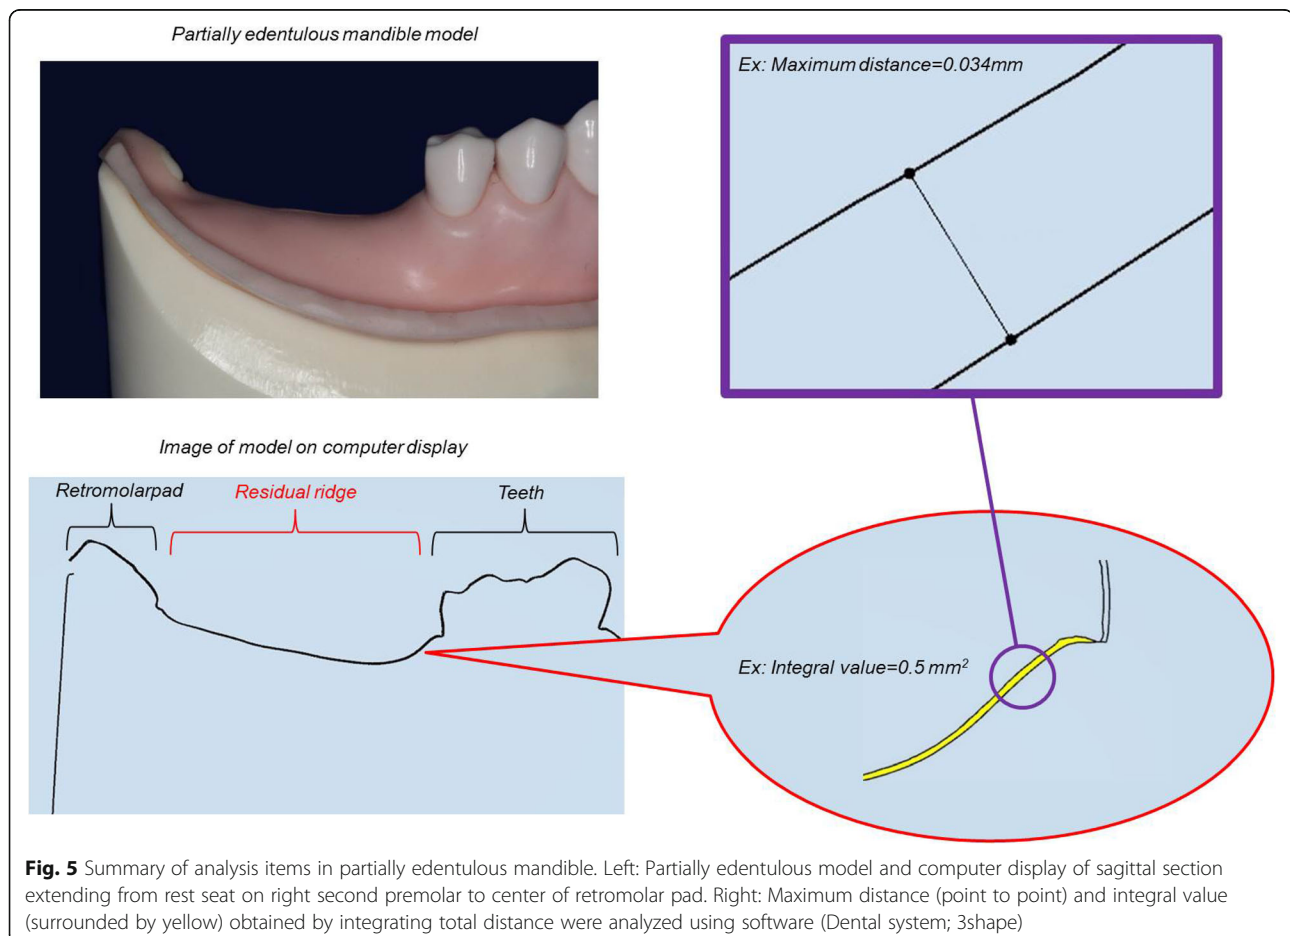 Partially edentulous mandible model
Ex: Maximum distance=0.034mm
Image of model on computer display
Retromolarpad
Residual ridge
Teeth
Ex: Integral value=0.5 mm²
Fig. 5 Summary of analysis items in partially edentulous mandible. Left: Partially edentulous model and computer display of sagittal section
extending from rest seat on right second premolar to center of retromolar pad. Right: Maximum distance (point to point) and integral value
(surrounded by yellow) obtained by integrating total distance were analyzed using software (Dental system; 3shape)